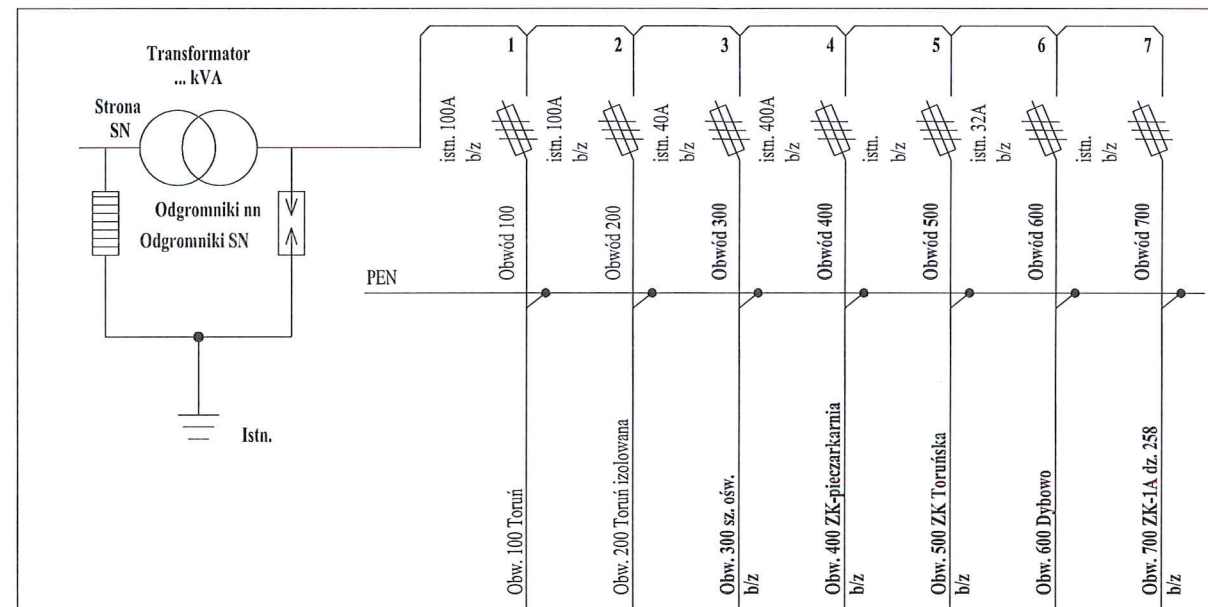 Transformator
... kVA
Strona
SN
Odgromniki nn
Odgromniki SN
Istn.
PEN
1
2
3
4
5
6
7
istn. 100A
b/z
istn. 100A
b/z
istn. 40A
b/z
istn. 400A
b/z
istn.
b/z
istn. 32A
b/z
istn.
b/z
Obwód 100
Obwód 200
Obwód 300
Obwód 400
Obwód 500
Obwód 600
Obwód 700
Obw. 100 Toruń
Obw. 200 Toruń izolowana
Obw. 300 sz. ośw.
b/z
Obw. 400 ZK-pieczarkarnia
b/z
Obw. 500 ZK Toruńska
b/z
Obw. 600 Dybowo
Obw. 700 ZK-1A dz. 258
b/z